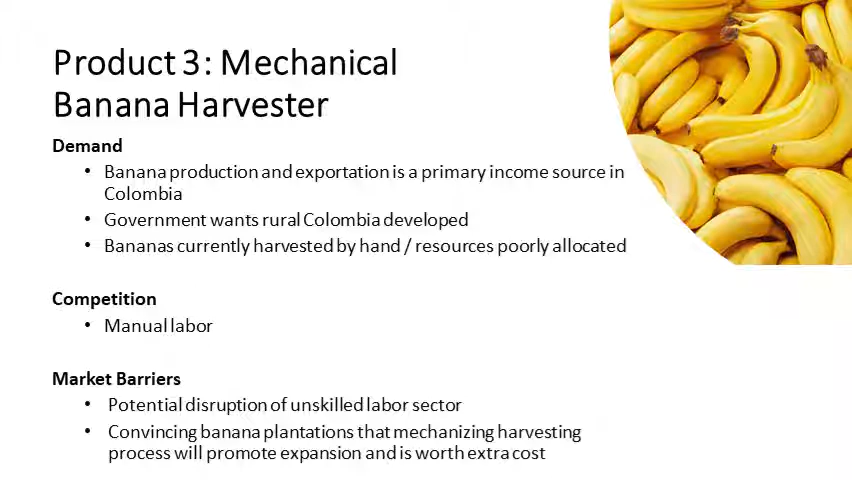 Product 3: Mechanical
Banana Harvester
Demand
• Banana production and exportation is a primary income source in
Colombia
• Government wants rural Colombia developed
• Bananas currently harvested by hand / resources poorly allocated
Competition
• Manual labor
Market Barriers
• Potential disruption of unskilled labor sector
• Convincing banana plantations that mechanizing harvesting
process will promote expansion and is worth extra cost